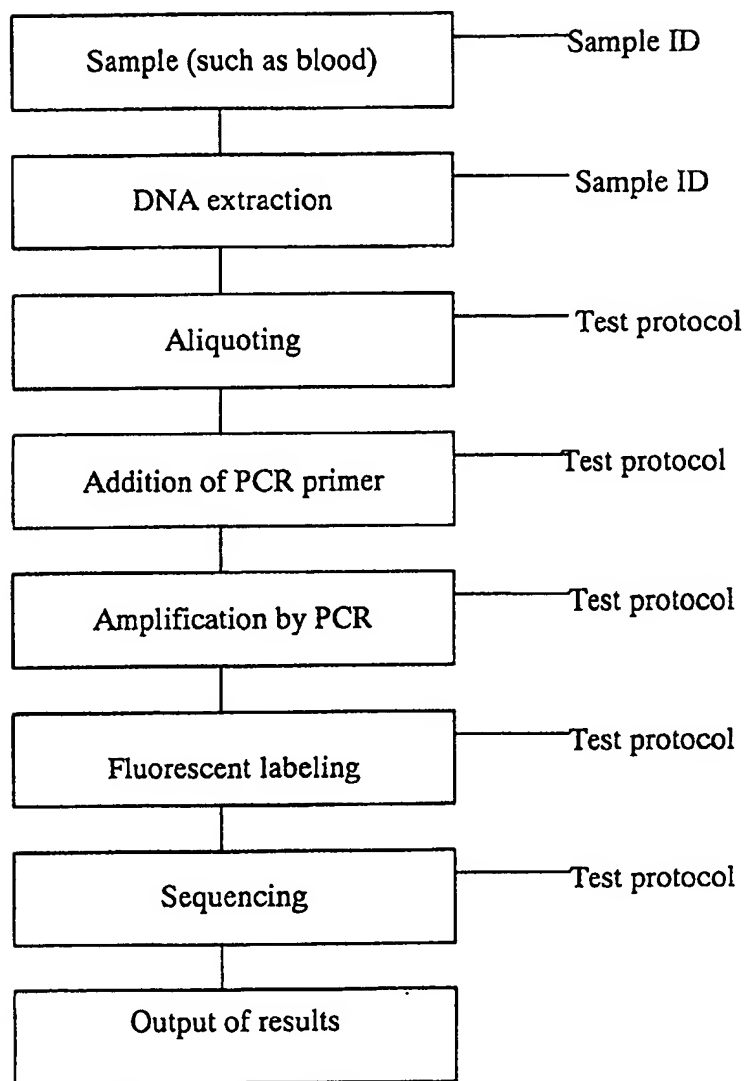 Sample (such as blood)
Sample ID
DNA extraction
Sample ID
Aliquoting
Test protocol
Addition of PCR primer
Test protocol
Amplification by PCR
Test protocol
Fluorescent labeling
Test protocol
Sequencing
Test protocol
Output of results